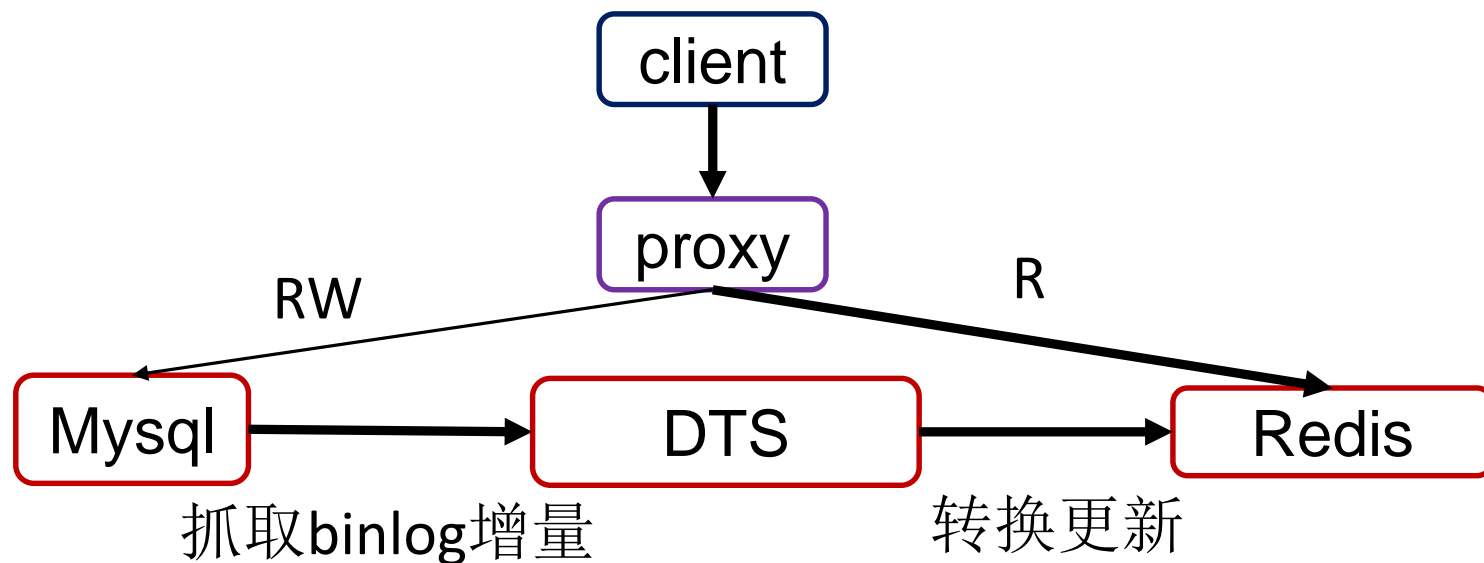 client
proxy
RW
R
Mysql
DTS
Redis
抓取binlog增量
转换更新